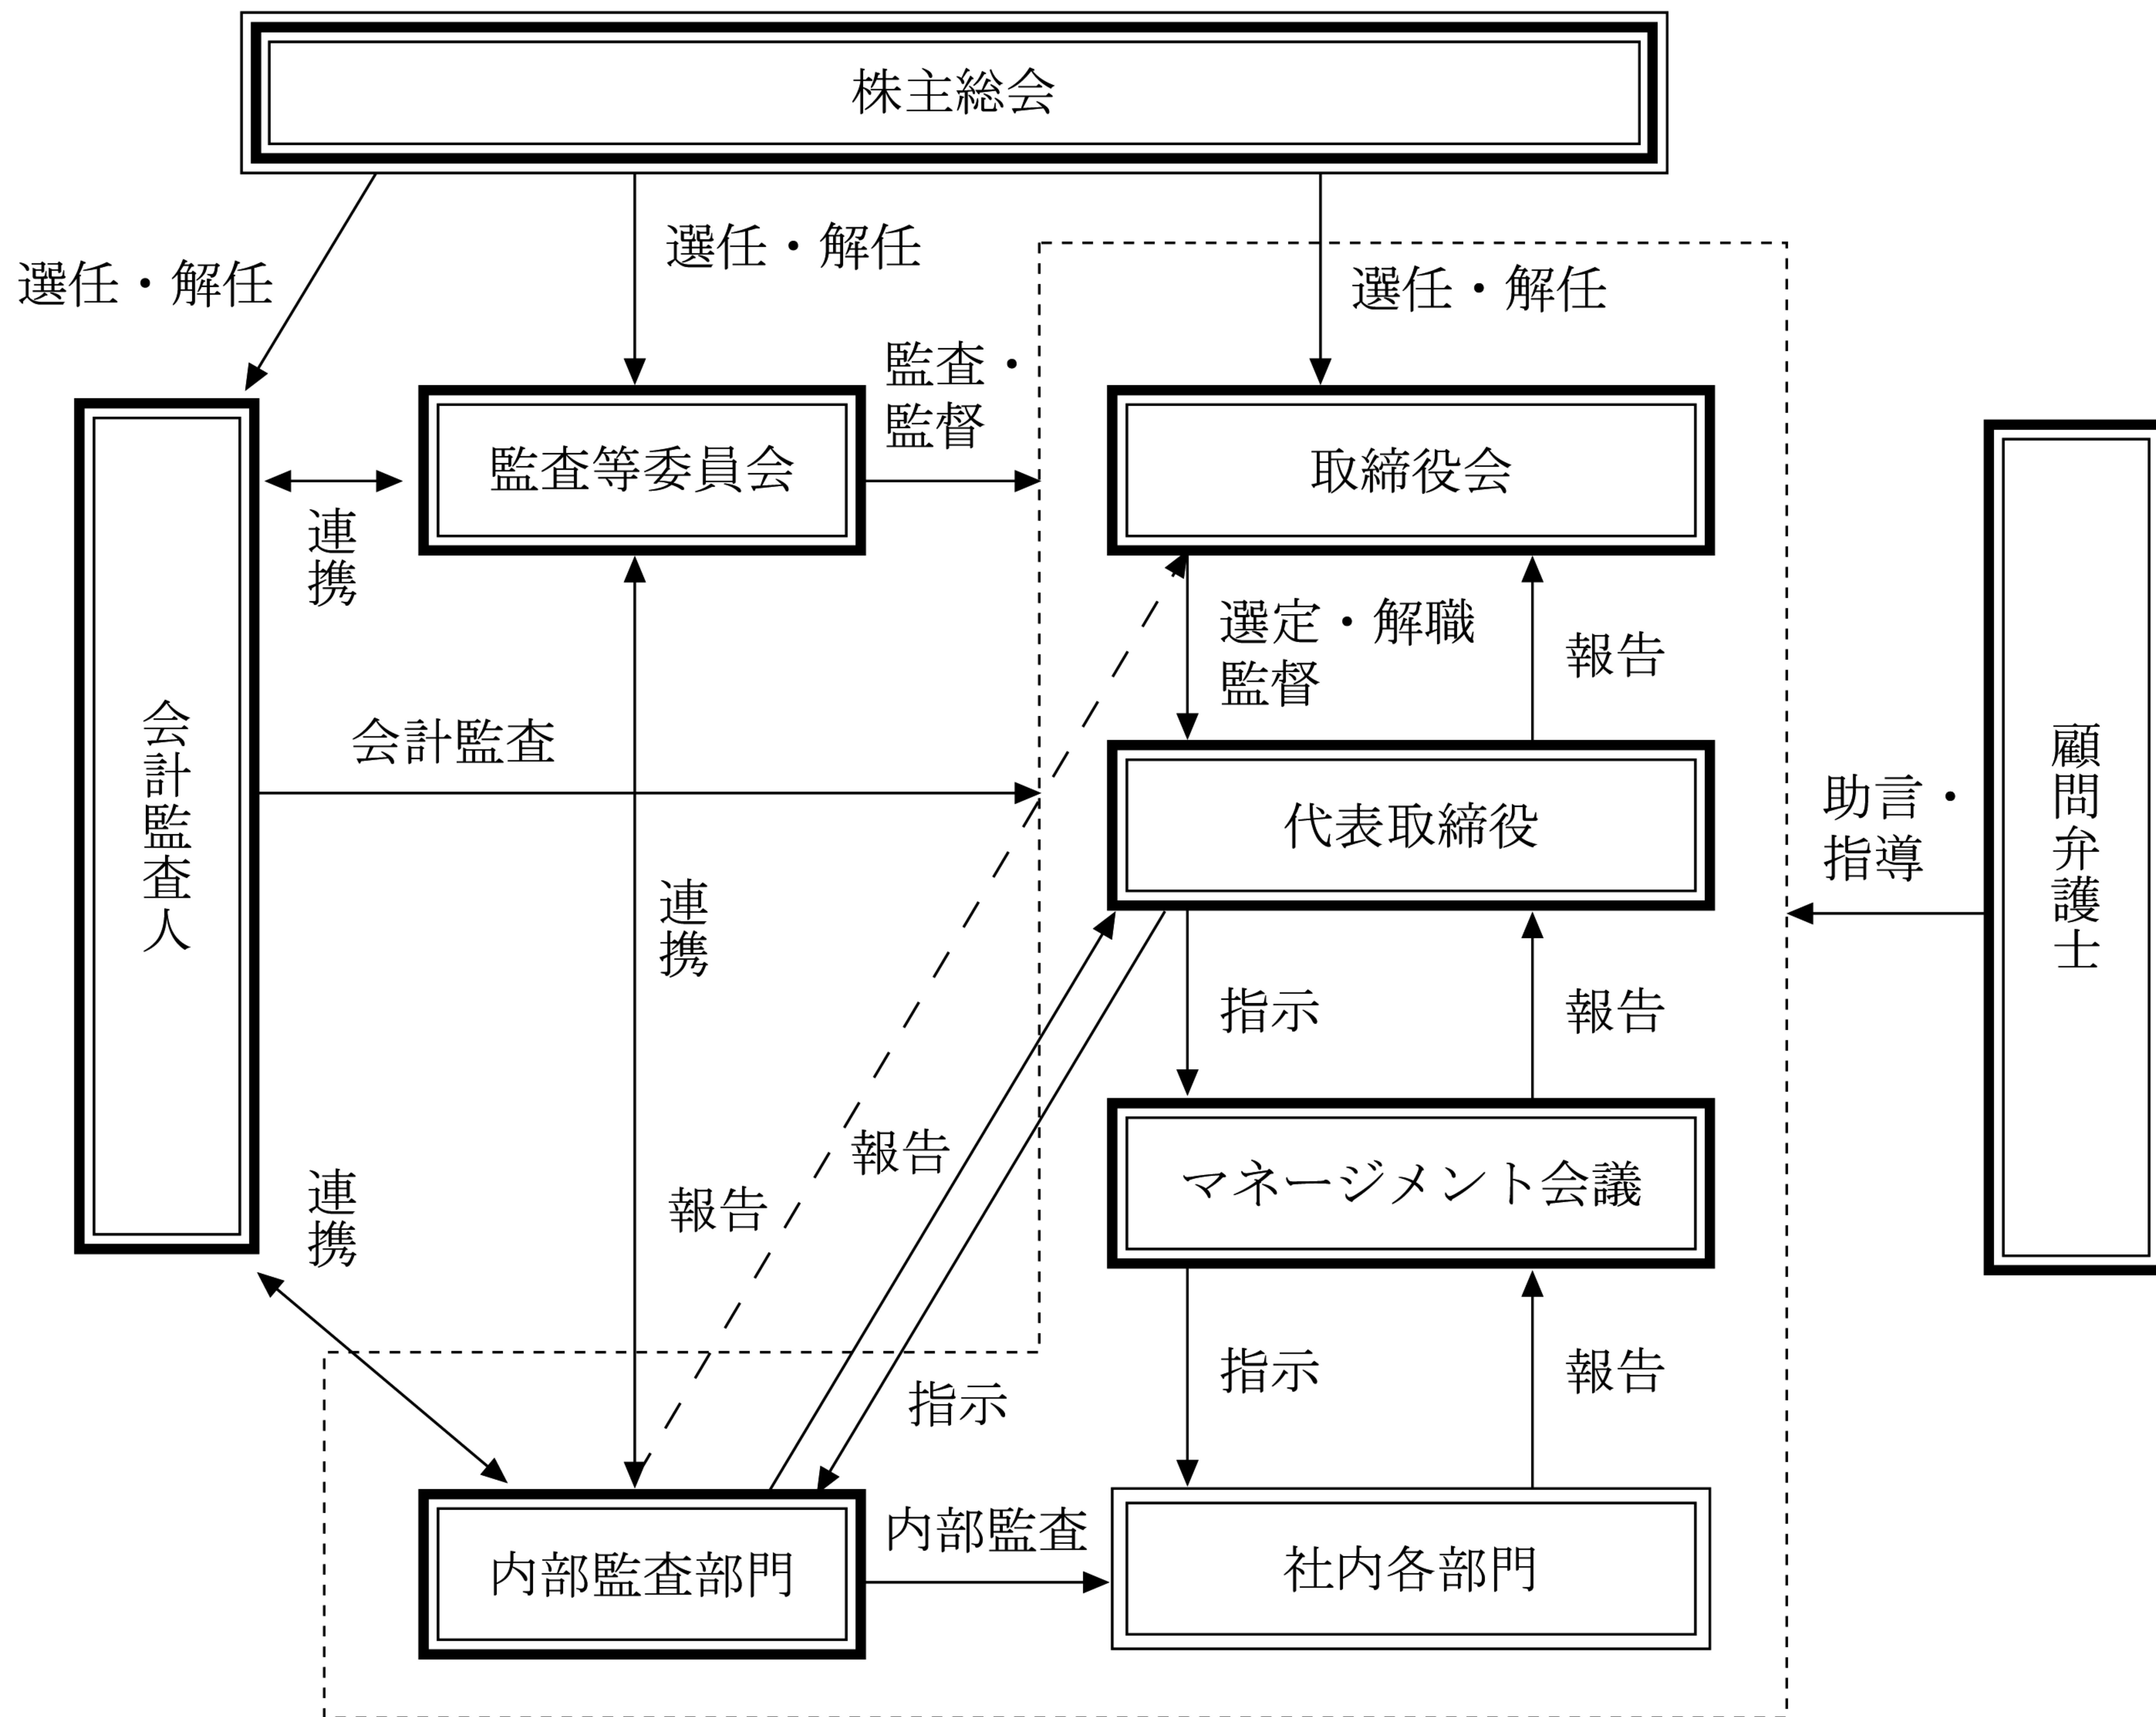 株主総会
選任・解任
選任・解任
選任・解任
監査・
監督
監査等委員会
取締役会
連携
選定・解職
監督
報告
会計監査人
会計監査
代表取締役
顧問弁護士
助言・
指導
連携
指示
報告
報告
報告
マネージメント会議
連携
指示
指示
報告
内部監査部門
内部監査
社内各部門